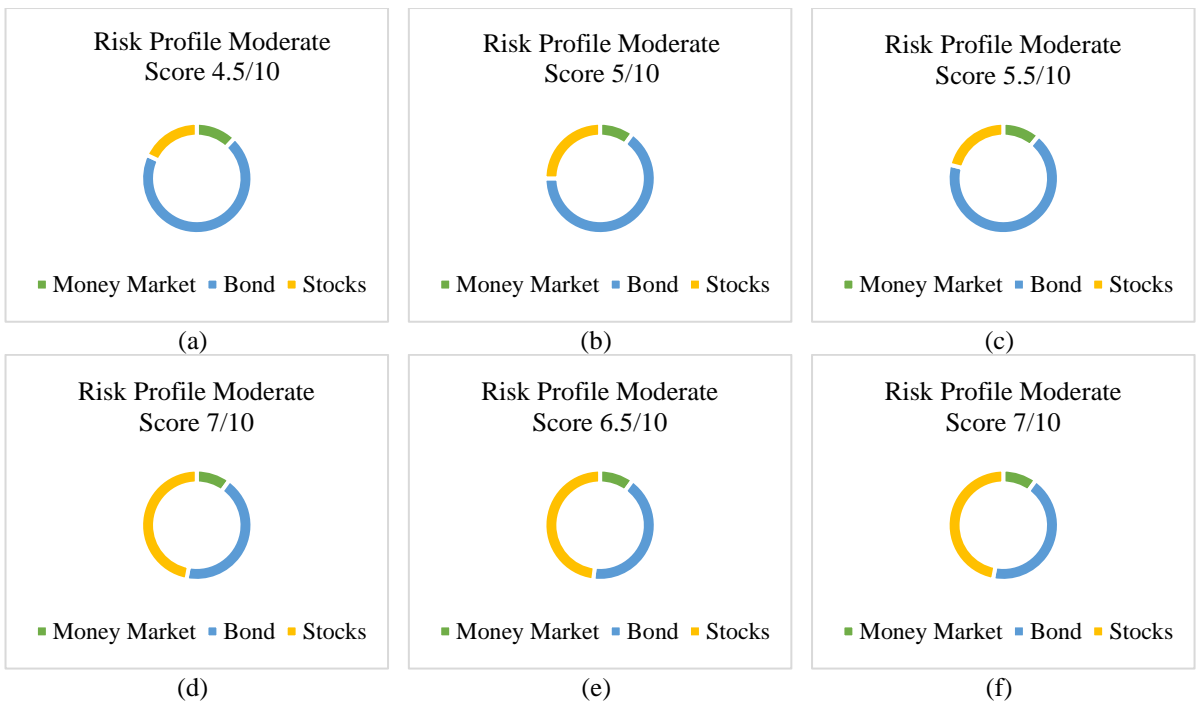 Risk Profile Moderate
Score 4.5/10
Money Market Bond Stocks
(a)
Risk Profile Moderate
Score 5/10
Money Market Bond Stocks
(b)
Risk Profile Moderate
Score 5.5/10
Money Market Bond Stocks
(c)
Risk Profile Moderate
Score 7/10
Money Market Bond Stocks
(d)
Risk Profile Moderate
Score 6.5/10
Money Market Bond Stocks
(e)
Risk Profile Moderate
Score 7/10
Money Market Bond Stocks
(f)